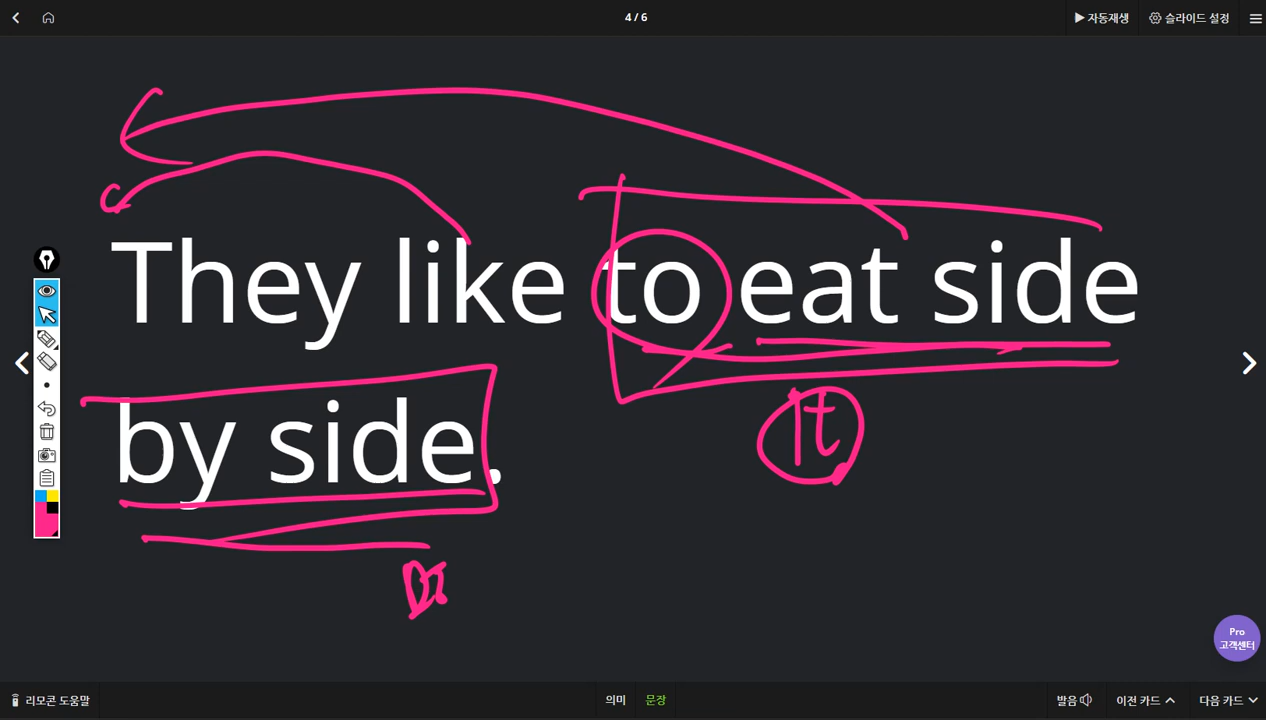 4 / 6
자동재생
슬라이드 설정
They like to eat side
by side.
It
Pro
고객센터
리모콘 도움말
의미
문장
발음
이전 카드
다음 카드